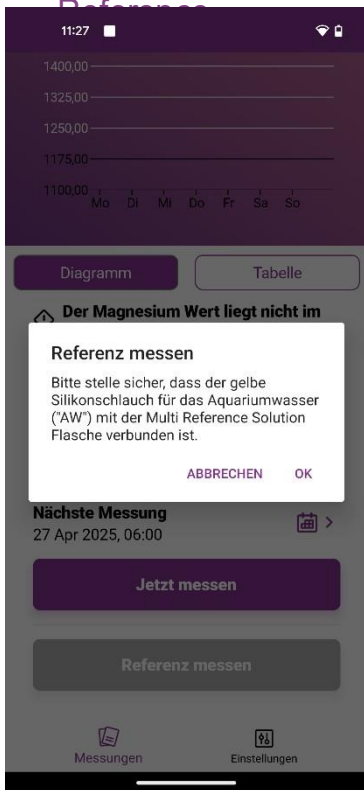 Reference
11:27
1400,00
1325,00
1250,00
1175,00
1100,00
Mo Di Mi Do Fr Sa So
Diagramm Tabelle
Der Magnesium Wert liegt nicht im
Referenz messen
Bitte stelle sicher, dass der gelbe
Silikonschlauch für das Aquariumwasser
("AW") mit der Multi Reference Solution
Flasche verbunden ist.
ABBRECHEN OK
Nächste Messung
27 Apr 2025, 06:00
Jetzt messen
Referenz messen
Messungen Einstellungen